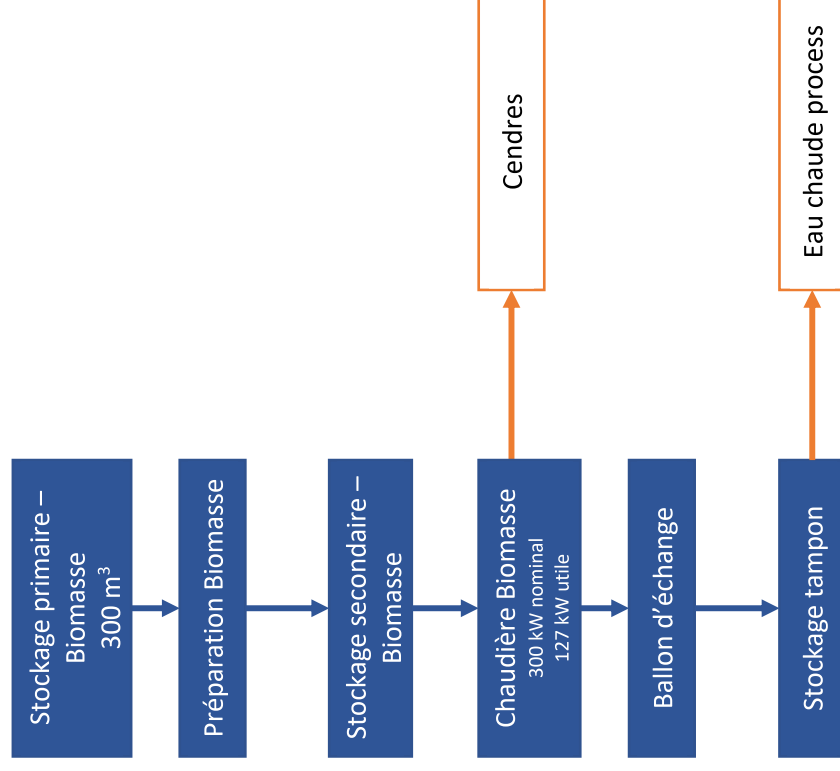 Stockage primaire –
Biomasse
300 m³
Préparation Biomasse
Stockage secondaire –
Biomasse
Chaudière Biomasse
300 kW nominal
127 kW utile
Cendres
Ballon d’échange
Stockage tampon
Eau chaude process